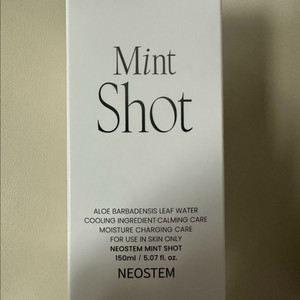 Mint
Shot
ALOE BARBADENSIS LEAF WATER
COOLING INGREDIENT·CALMING CARE
MOISTURE CHARGING CARE
FOR USE IN SKIN ONLY
NEOSTEM MINT SHOT
150ml / 5.07 fl. oz.
NEOSTEM